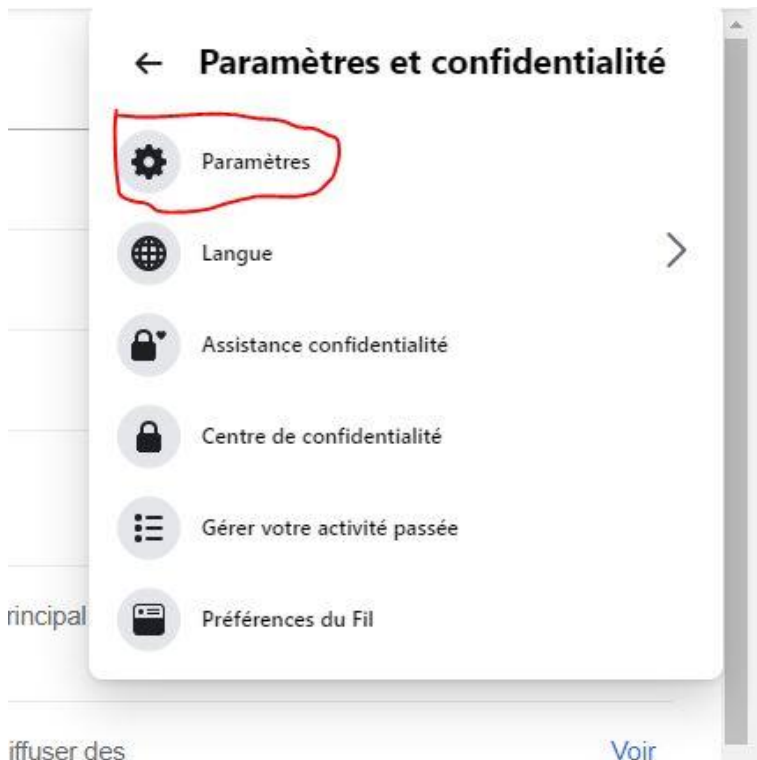 Paramètres et confidentialité
Paramètres
Langue
Assistance confidentialité
Centre de confidentialité
Gérer votre activité passée
rincipal
Préférences du Fil
iffuser des
Voir